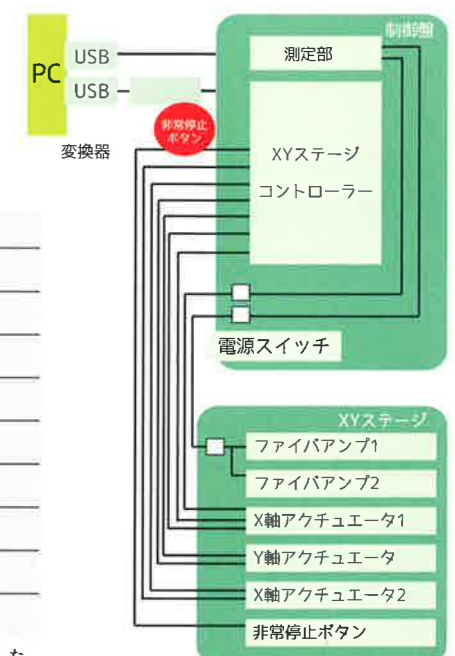 制御盤
PC
USB
測定部
USB
非常停止
ボタン
変換器
XYステージ
コントローラー
電源スイッチ
XYステージ
ファイバアンプ1
ファイバアンプ2
X軸アクチュエータ1
Y軸アクチュエータ
X軸アクチュエータ2
非常停止ボタン
た